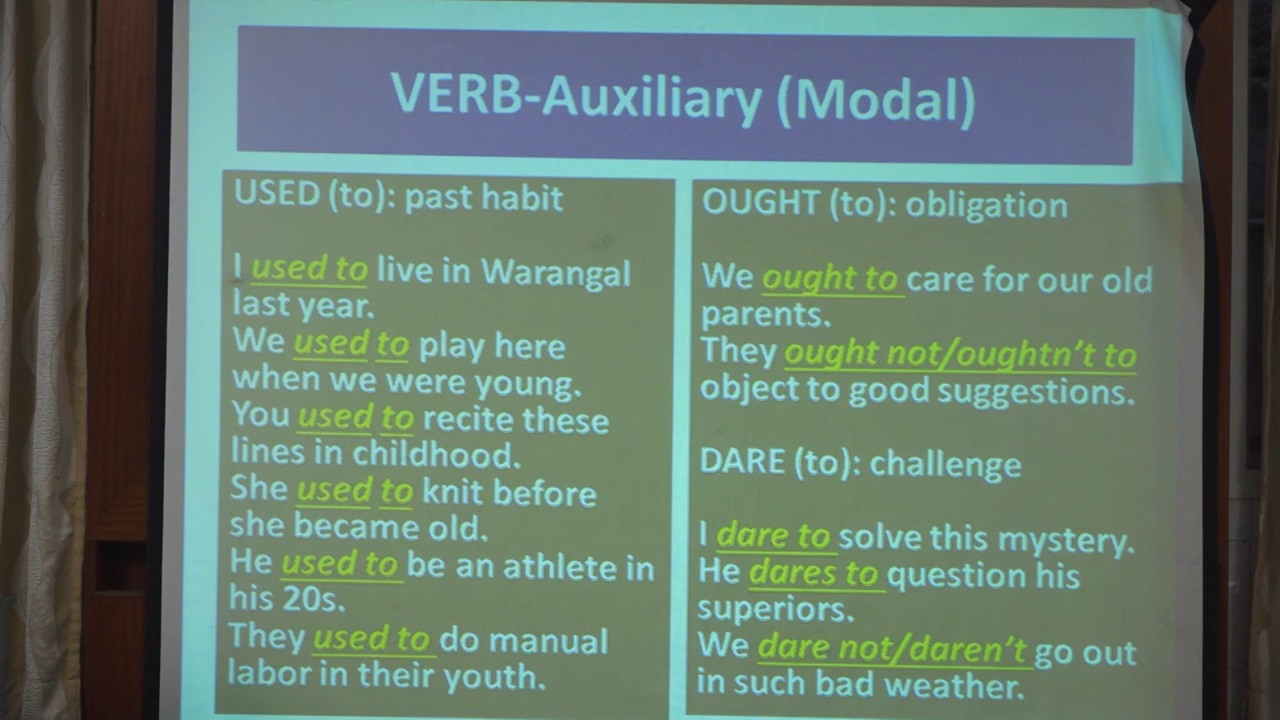 VERB-Auxiliary (Modal)
USED (to): past habit
I used to live in Warangal
last year.
We used to play here
when we were young.
You used to recite these
lines in childhood.
She used to knit before
she became old.
He used to be an athlete in
his 20s.
They used to do manual
labor in their youth.
OUGHT (to): obligation
We ought to care for our old
parents.
They ought not/oughtn't to
object to good suggestions.
DARE (to): challenge
I dare to solve this mystery.
He dares to question his
superiors.
We dare not/daren't go out
in such bad weather.